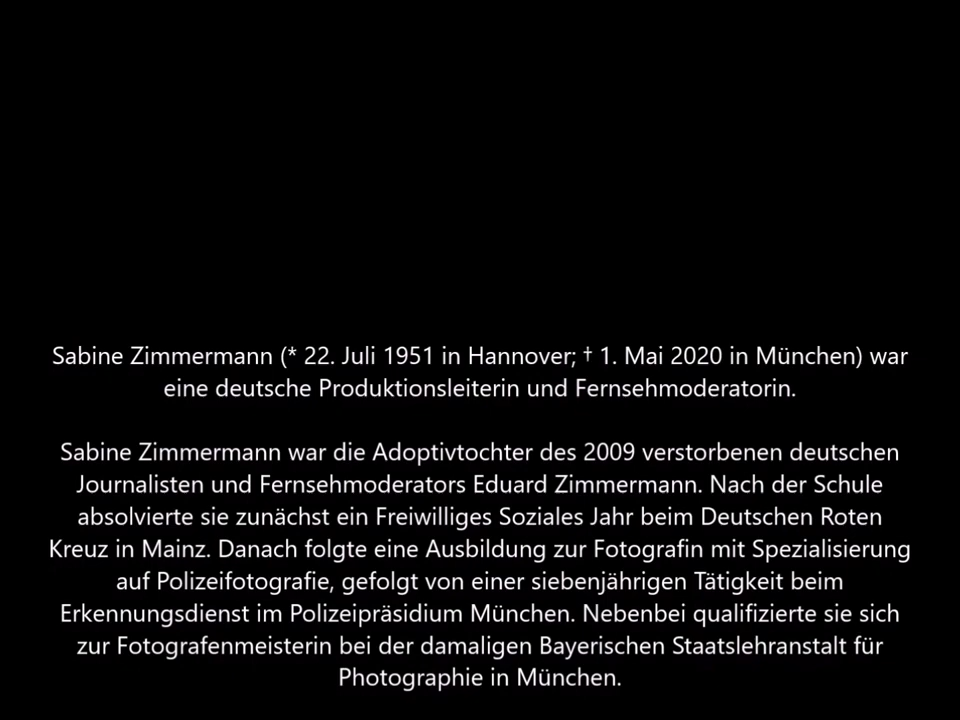 Sabine Zimmermann (* 22. Juli 1951 in Hannover; † 1. Mai 2020 in München) war
eine deutsche Produktionsleiterin und Fernsehmoderatorin.
Sabine Zimmermann war die Adoptivtochter des 2009 verstorbenen deutschen
Journalisten und Fernsehmoderators Eduard Zimmermann. Nach der Schule
absolvierte sie zunächst ein Freiwilliges Soziales Jahr beim Deutschen Roten
Kreuz in Mainz. Danach folgte eine Ausbildung zur Fotografin mit Spezialisierung
auf Polizeifotografie, gefolgt von einer siebenjährigen Tätigkeit beim
Erkennungsdienst im Polizeipräsidium München. Nebenbei qualifizierte sie sich
zur Fotografenmeisterin bei der damaligen Bayerischen Staatslehranstalt für
Photographie in München.